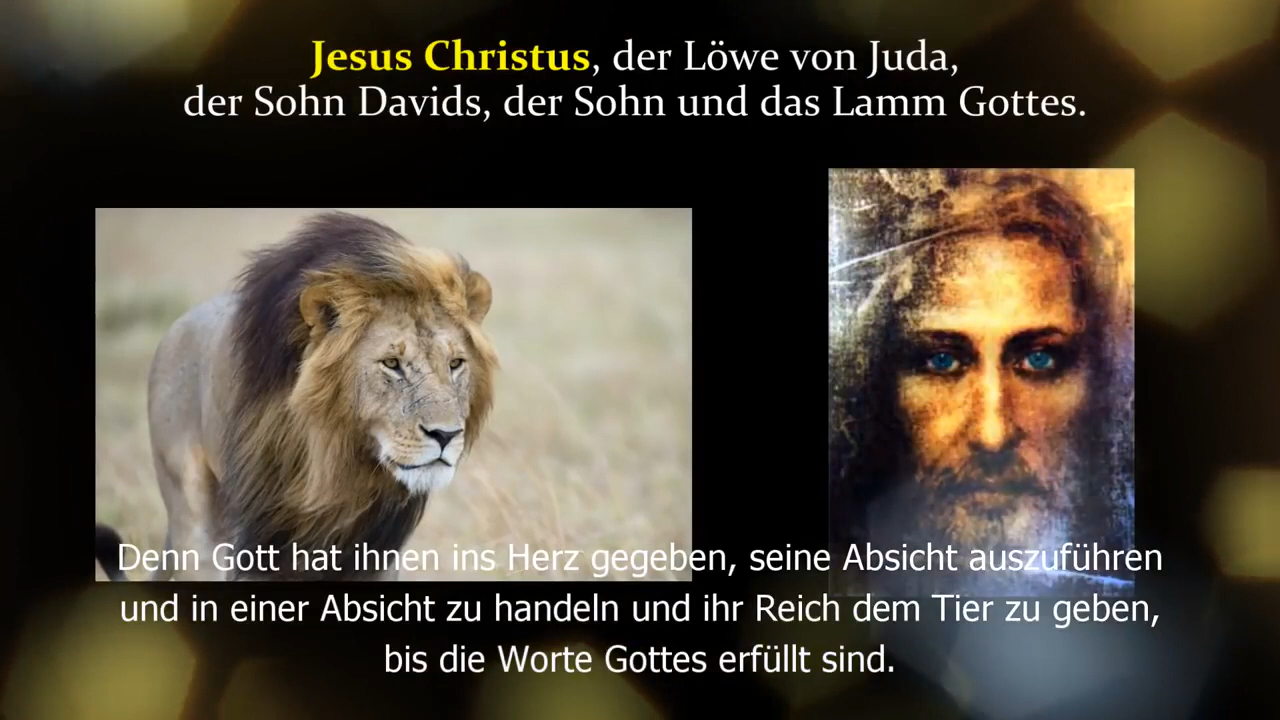 Jesus Christus, der Löwe von Juda,
der Sohn Davids, der Sohn und das Lamm Gottes.
Denn Gott hat ihnen ins Herz gegeben, seine Absicht auszuführen
und in einer Absicht zu handeln und ihr Reich dem Tier zu geben,
bis die Worte Gottes erfüllt sind.